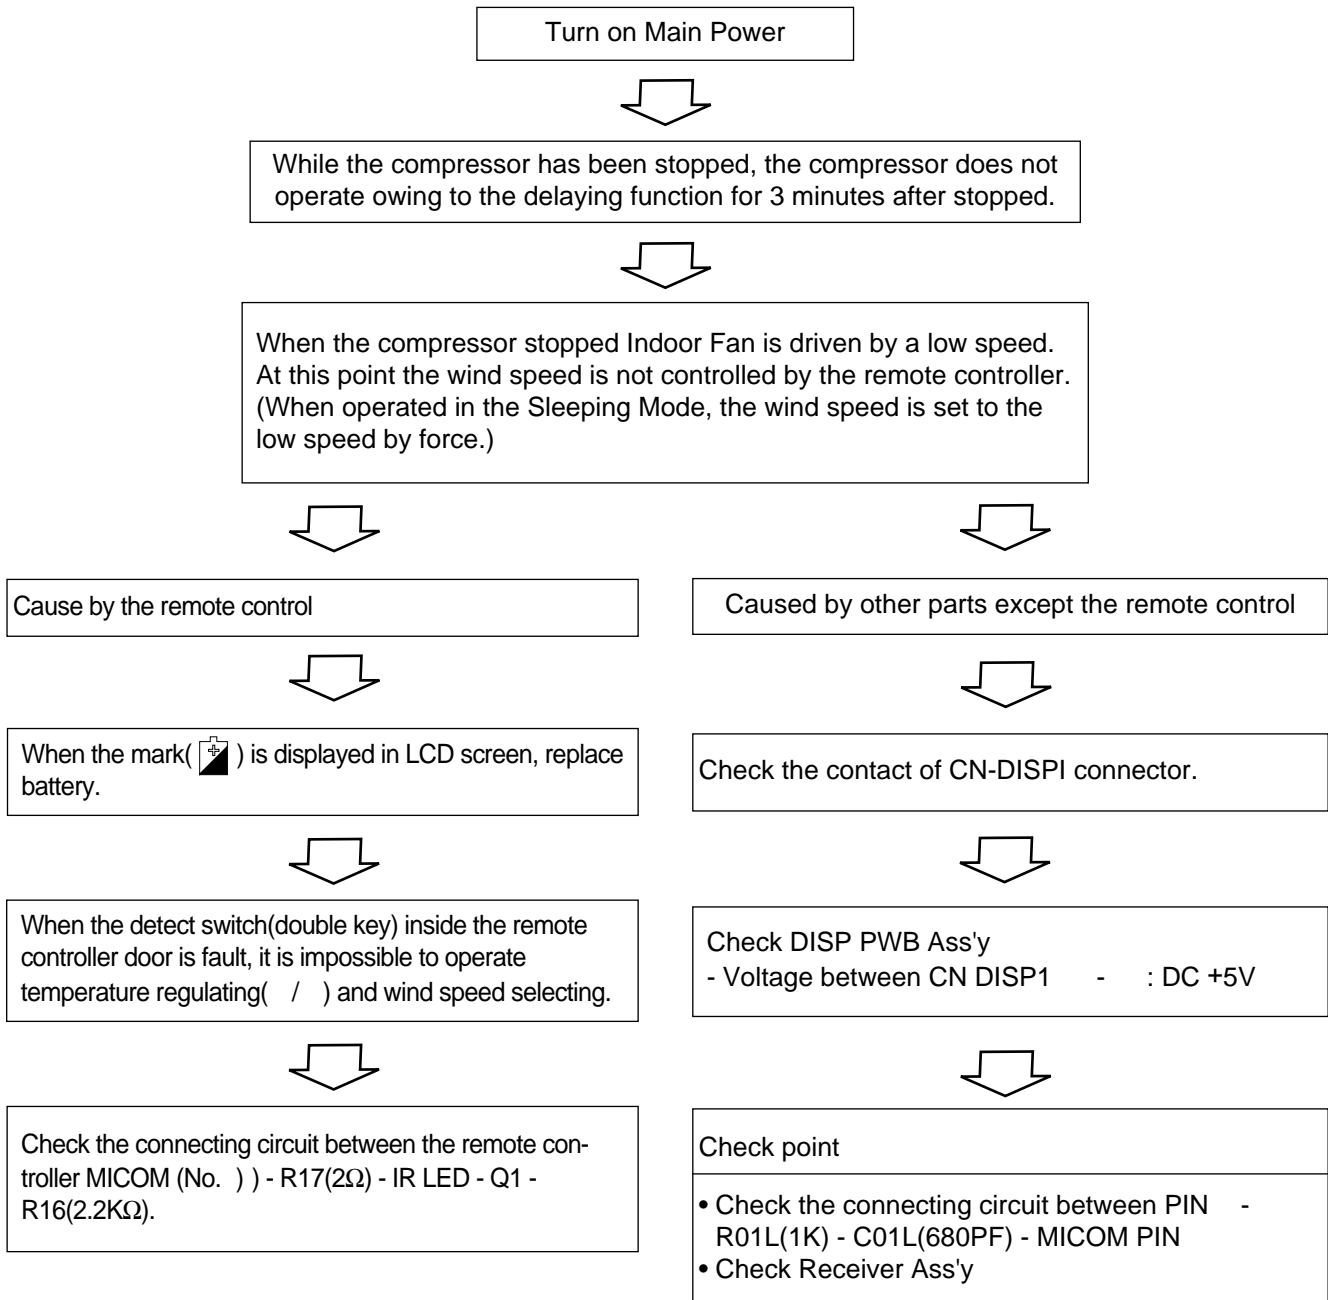 Turn on Main Power
While the compressor has been stopped, the compressor does not
operate owing to the delaying function for 3 minutes after stopped.
When the compressor stopped Indoor Fan is driven by a low speed.
At this point the wind speed is not controlled by the remote controller.
(When operated in the Sleeping Mode, the wind speed is set to the
low speed by force.)
Cause by the remote control
When the mark( ) is displayed in LCD screen, replace
battery.
When the detect switch(double key) inside the remote
controller door is fault, it is impossible to operate
temperature regulating( / ) and wind speed selecting.
Check the connecting circuit between the remote con-
troller MICOM (No. ) ) - R17(2Ω) - IR LED - Q1 -
R16(2.2KΩ).
Caused by other parts except the remote control
Check the contact of CN-DISPI connector.
Check DISP PWB Ass'y
- Voltage between CN DISP1 - : DC +5V
Check point
• Check the connecting circuit between PIN -
R01L(1K) - C01L(680PF) - MICOM PIN
• Check Receiver Ass'y